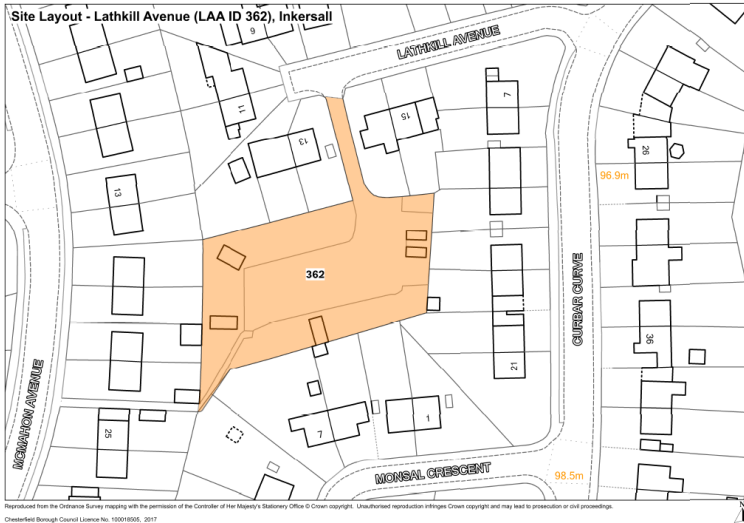 Site Layout - Lathkill Avenue (LAA ID 362), Inkersall
9
LATHKILL AVENUE
11
7
15
13
26
13
96.9m
362
CURBAR CURVE
36
21
MCMAHON AVENUE
1
7
25
MONSAL CRESCENT
98.5m
Reproduced from the Ordnance Survey mapping with the permission of the Controller of Her Majesty's Stationery Office © Crown copyright. Unauthorised reproduction infringes Crown copyright and may lead to prosecution or civil proceedings.
Chesterfield Borough Council Licence No. 100018505, 2017